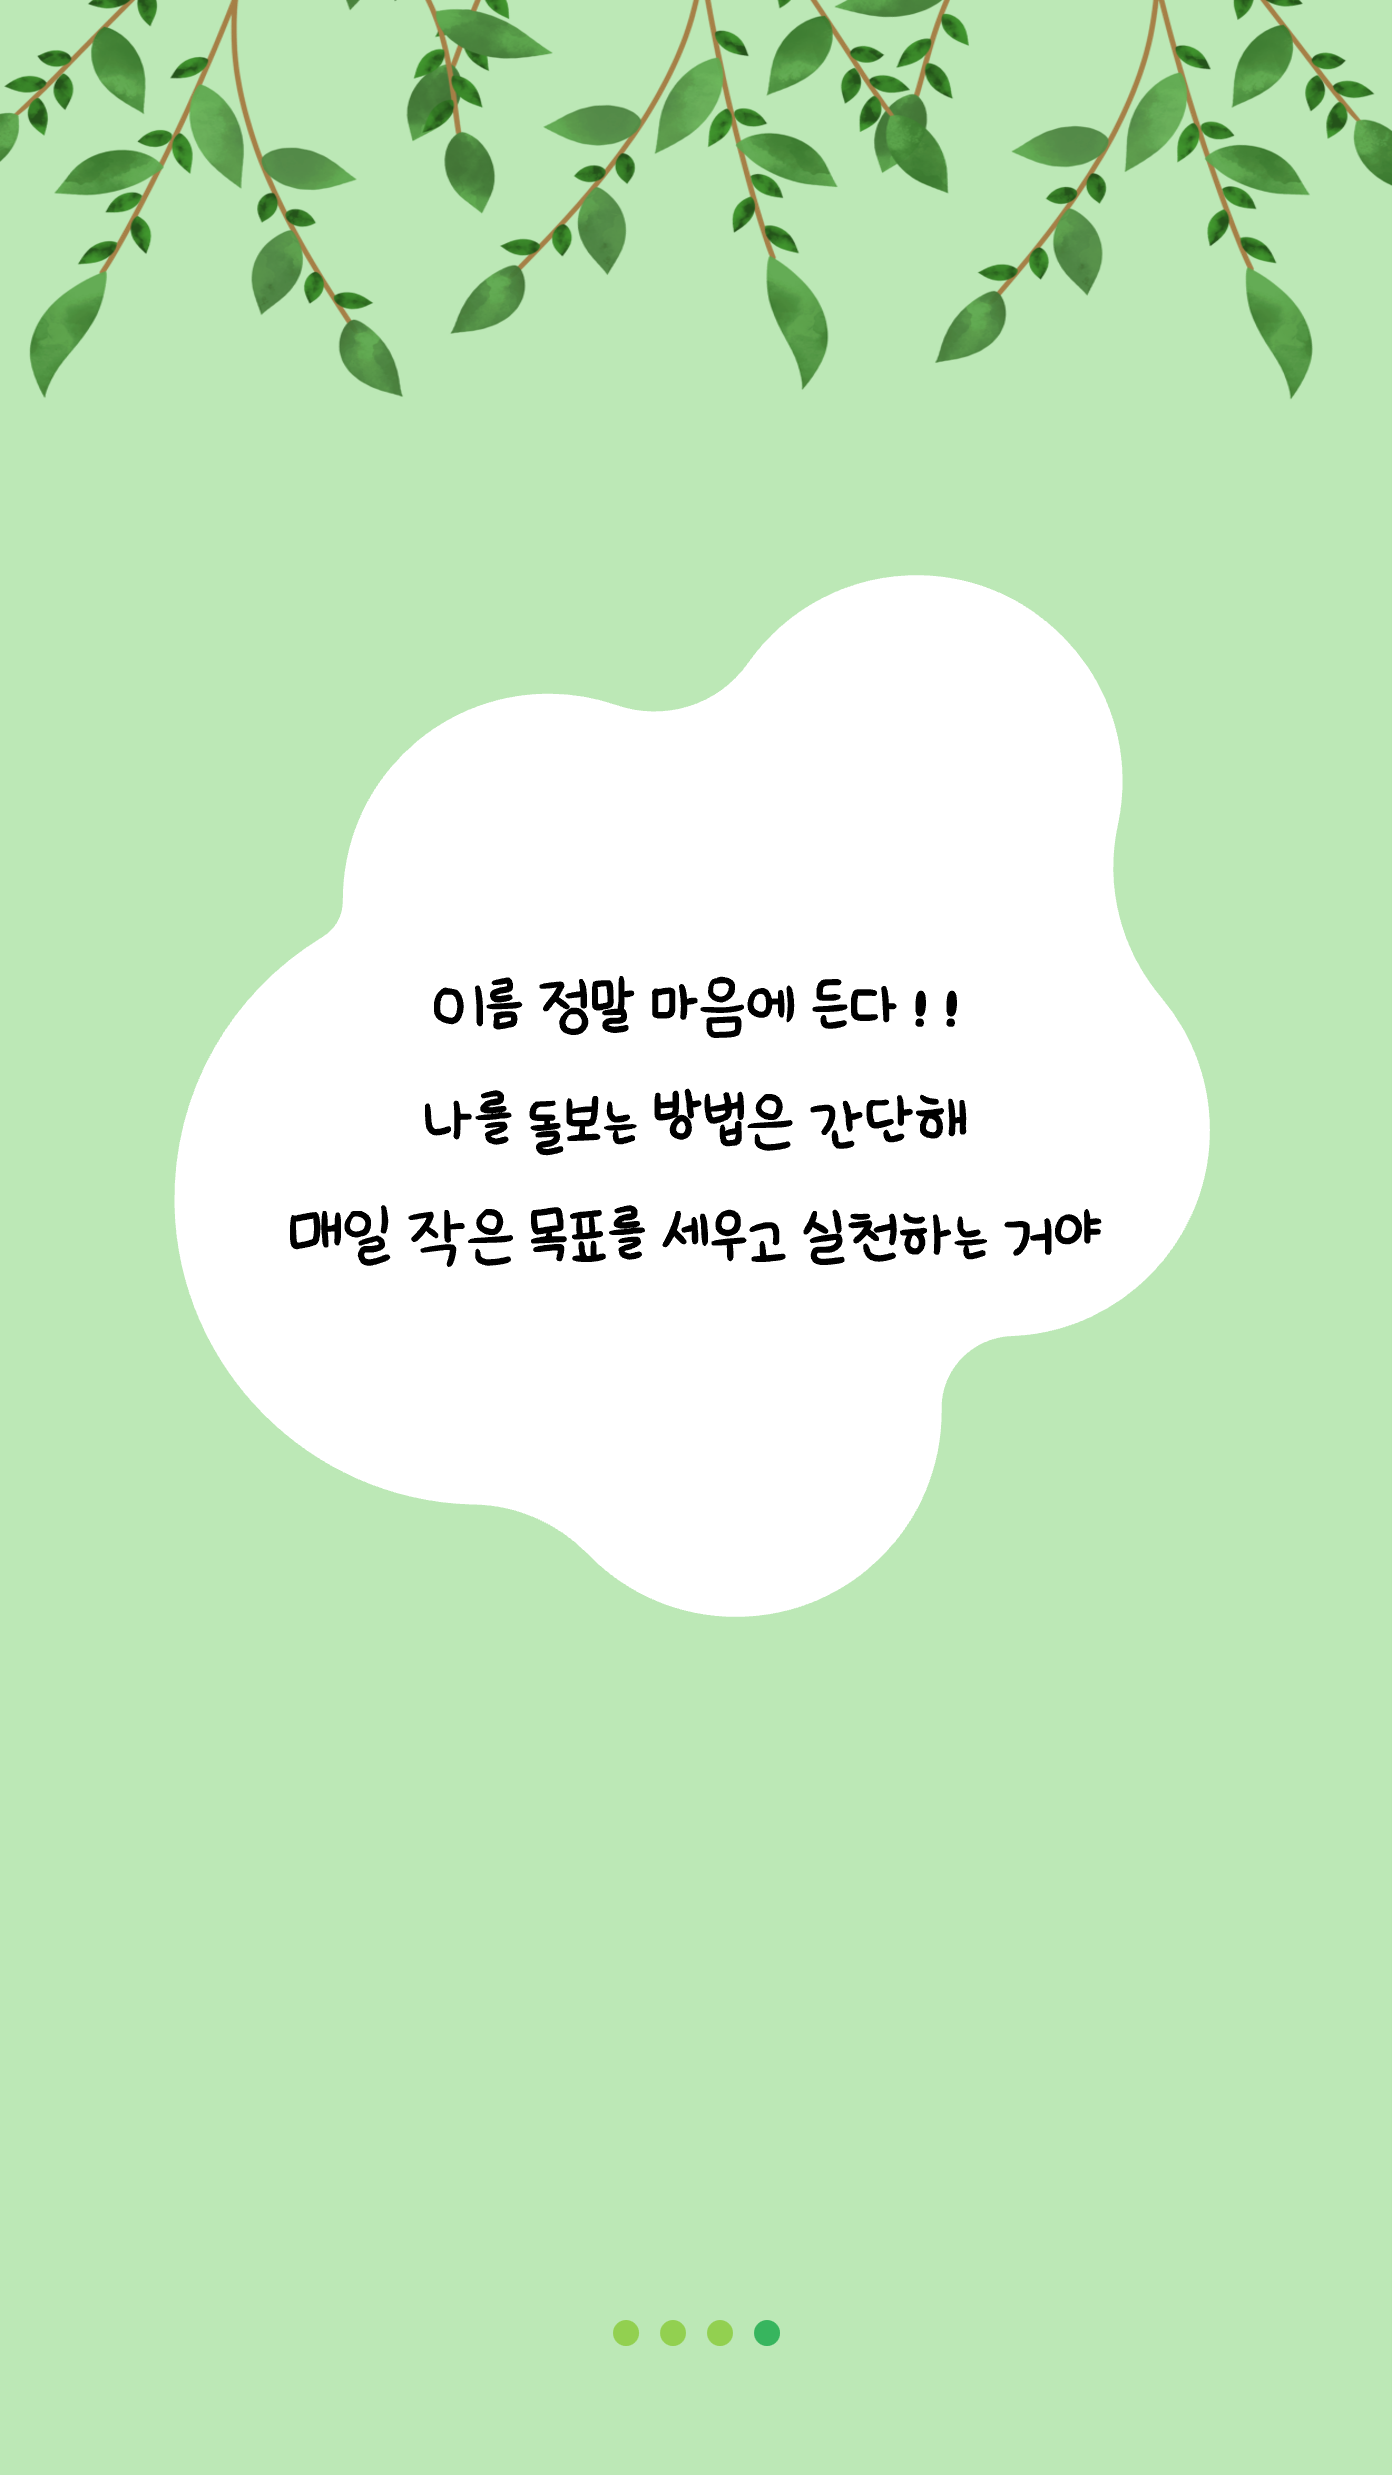 이름 정말 마음에 든다!!
나를 돌보는 방법은 간단해
매일 작은 목표를 세우고 실천하는 거야